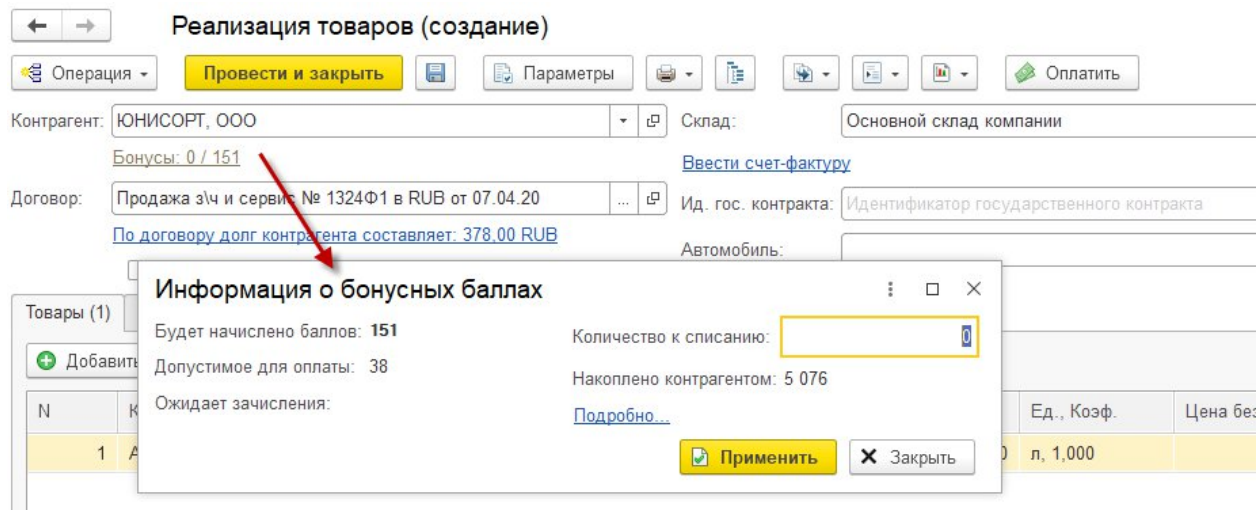 Реализация товаров (создание)
Операция Провести и закрыть Параметры Оплатить
Контрагент: ЮНИСОРТ, ООО Склад: Основной склад компании
Бонусы: 0 / 151 Ввести счет-фактуру
Договор: Продажа з\ч и сервис № 1324Ф1 в RUB от 07.04.20 ... Ид. гос. контракта: Идентификатор государственного контракта
По договору долг контрагента составляет: 378,00 RUB Автомобиль:
Информация о бонусных баллах
Товары (1)
Будет начислено баллов: 151 Количество к списанию: 0
Добавить Допустимое для оплаты: 38 Накоплено контрагентом: 5 076
Ожидает зачисления: Подробно...
N Ед., Коэф. Цена без
1 л, 1,000
Применить Закрыть